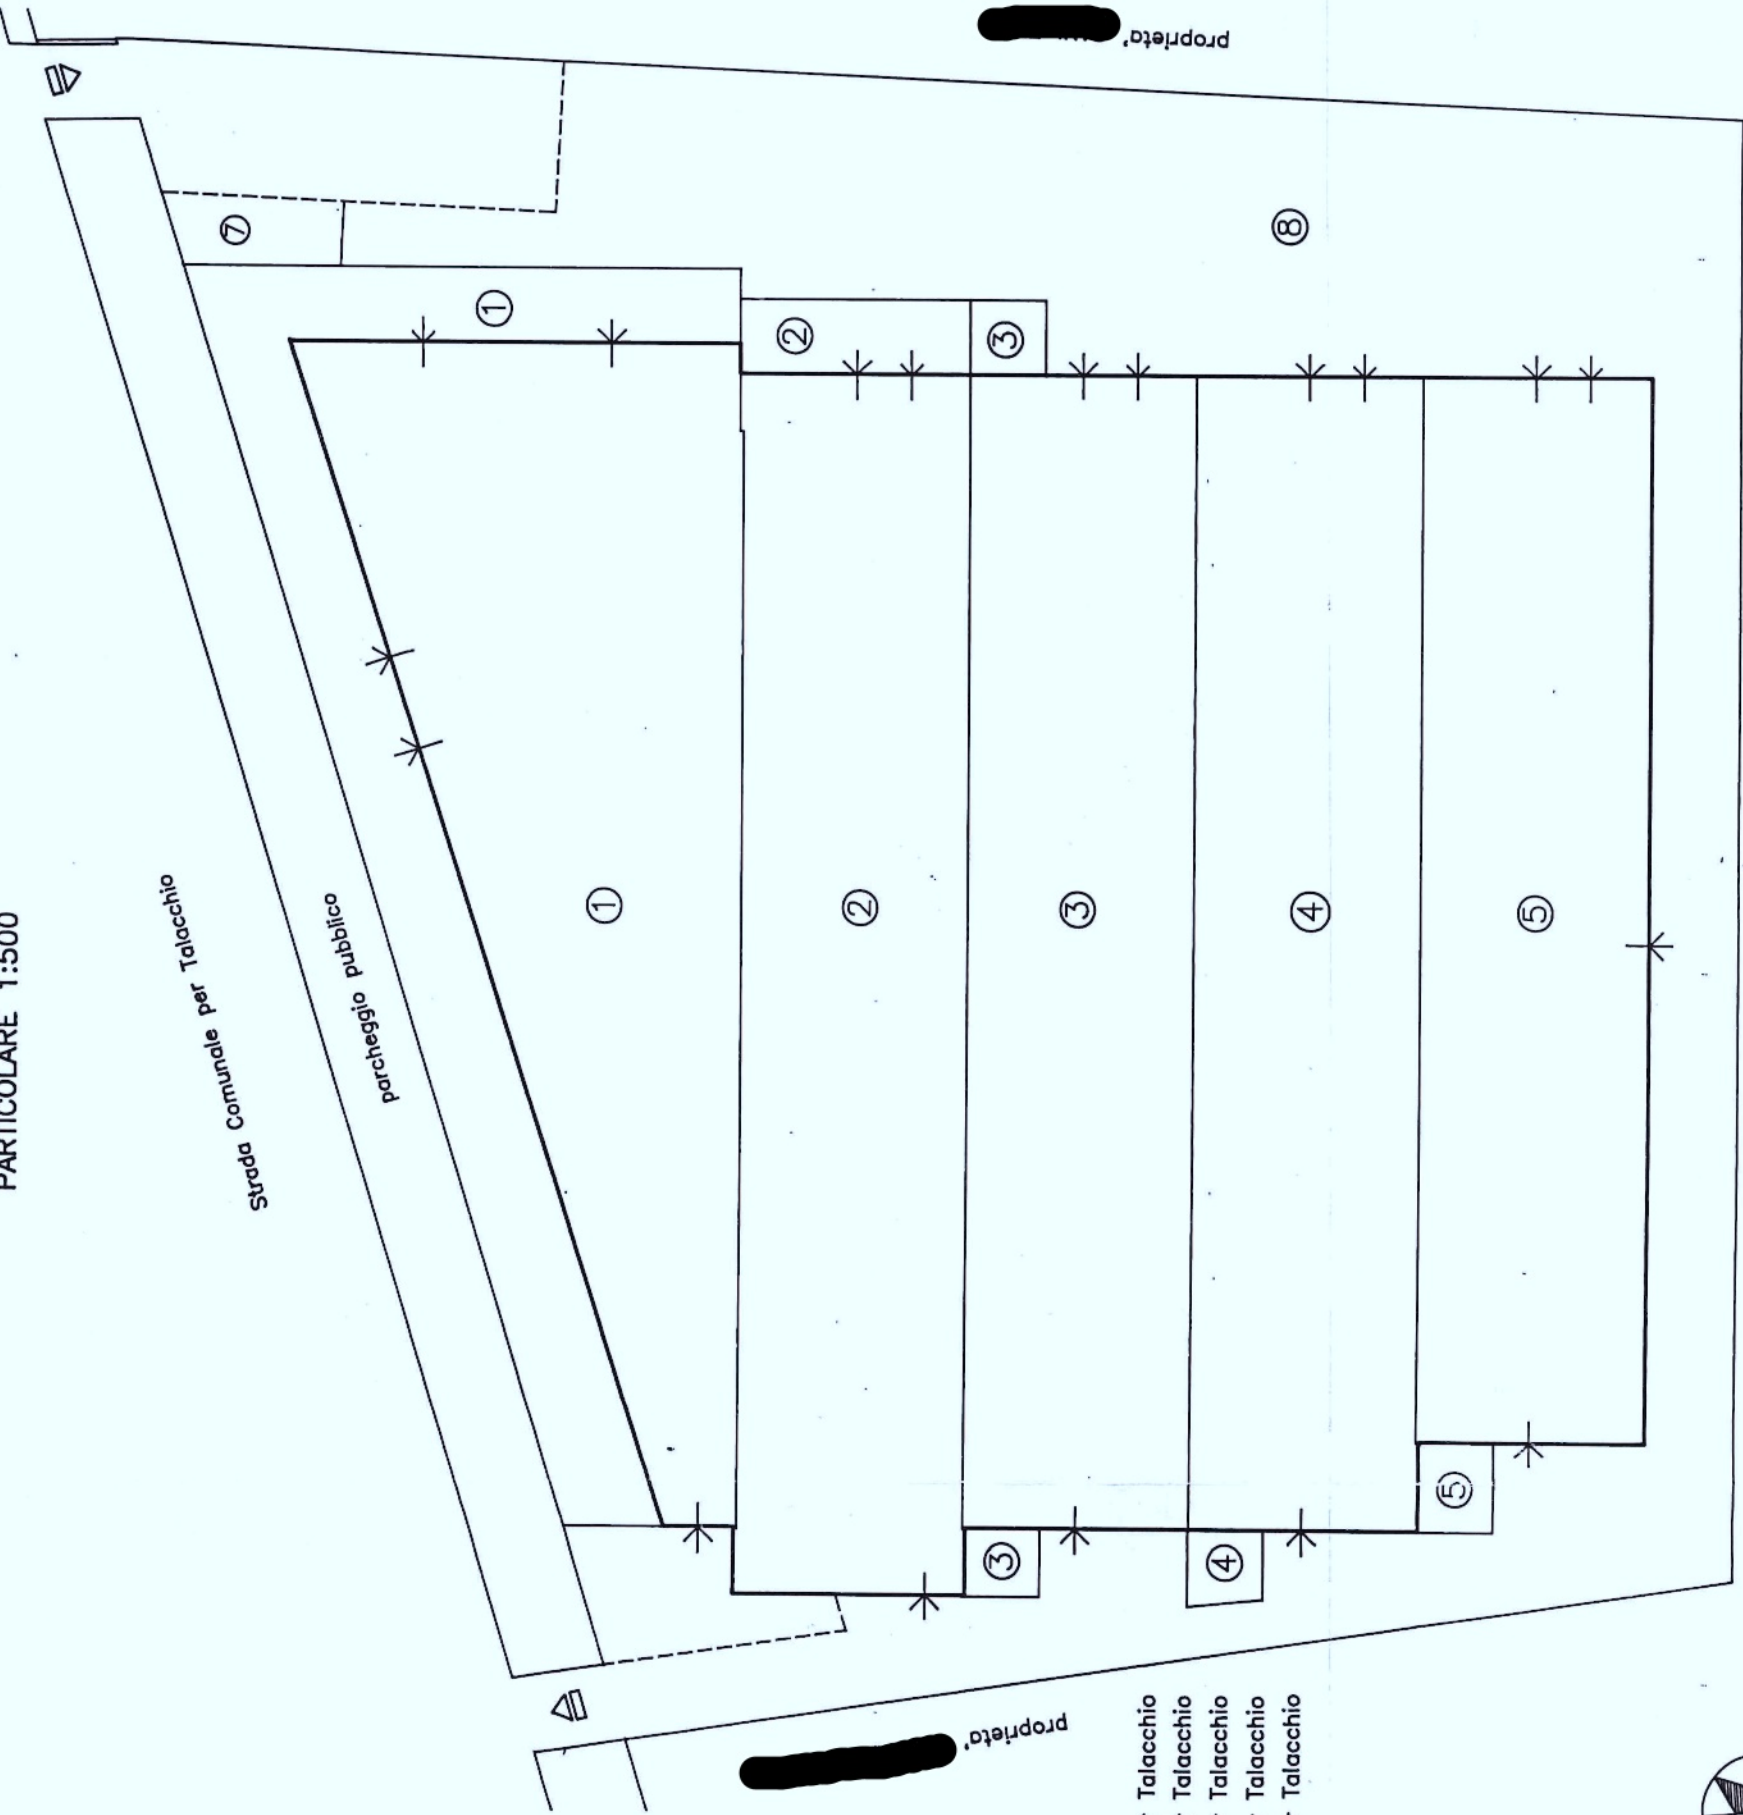 PARTICOLARE 1:500
Strada Comunale per Talacchio
parcheggio pubblico
proprieta'
7
8
1
2
3
1
2
3
4
5
3
4
5
proprieta'
Talacchio
Talacchio
Talacchio
Talacchio
Talacchio